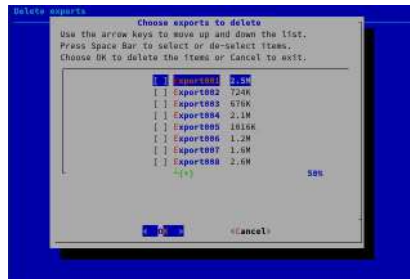 Delete exports
Choose exports to delete
Use the arrow keys to move up and down the list.
Press Space Bar to select or de-select items.
Choose OK to delete the items or Cancel to exit.
[ ] Export001 2.5M
[ ] Export002 724K
[ ] Export003 676K
[ ] Export004 2.1M
[ ] Export005 1016K
[ ] Export006 1.2M
[ ] Export007 1.6M
[ ] Export008 2.6M
┴(+) 50%
< OK > <Cancel>